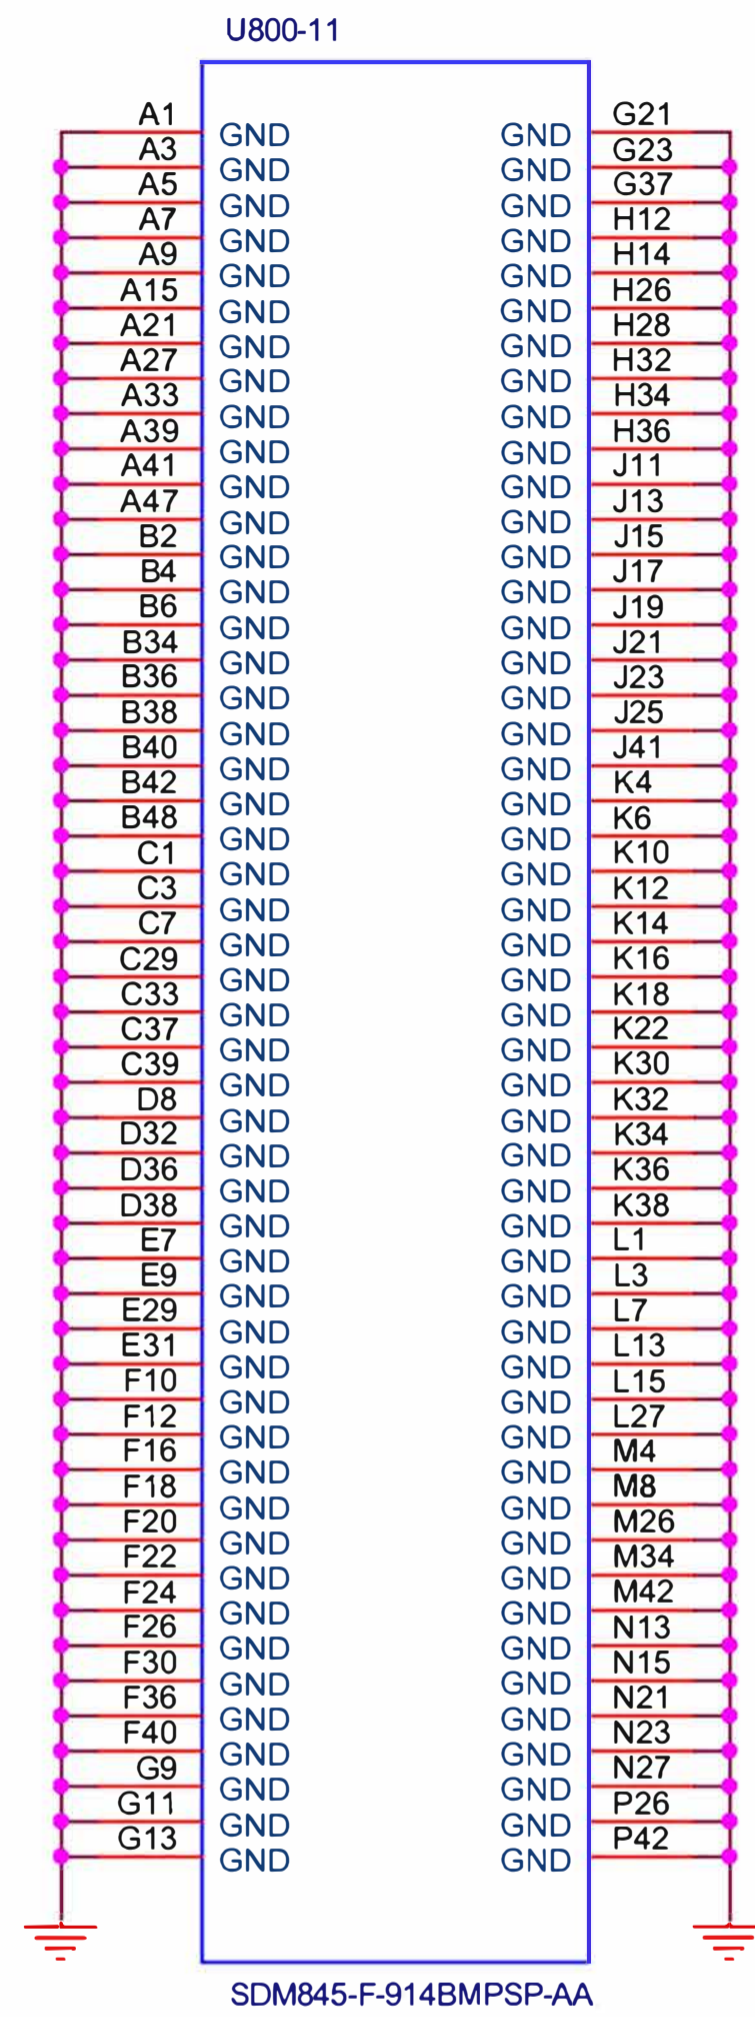 U800-11
A1 GND GND G21
A3 GND GND G23
A5 GND GND G37
A7 GND GND H12
A9 GND GND H14
A15 GND GND H26
A21 GND GND H28
A27 GND GND H32
A33 GND GND H34
A39 GND GND H36
A41 GND GND J11
A47 GND GND J13
B2 GND GND J15
B4 GND GND J17
B6 GND GND J19
B34 GND GND J21
B36 GND GND J23
B38 GND GND J25
B40 GND GND J41
B42 GND GND K4
B48 GND GND K6
C1 GND GND K10
C3 GND GND K12
C7 GND GND K14
C29 GND GND K16
C33 GND GND K18
C37 GND GND K22
C39 GND GND K30
D8 GND GND K32
D32 GND GND K34
D36 GND GND K36
D38 GND GND K38
E7 GND GND L1
E9 GND GND L3
E29 GND GND L7
E31 GND GND L13
F10 GND GND L15
F12 GND GND L27
F16 GND GND M4
F18 GND GND M8
F20 GND GND M26
F22 GND GND M34
F24 GND GND M42
F26 GND GND N13
F30 GND GND N15
F36 GND GND N21
F40 GND GND N23
G9 GND GND N27
G11 GND GND P26
G13 GND GND P42
SDM845-F-914BMPSP-AA